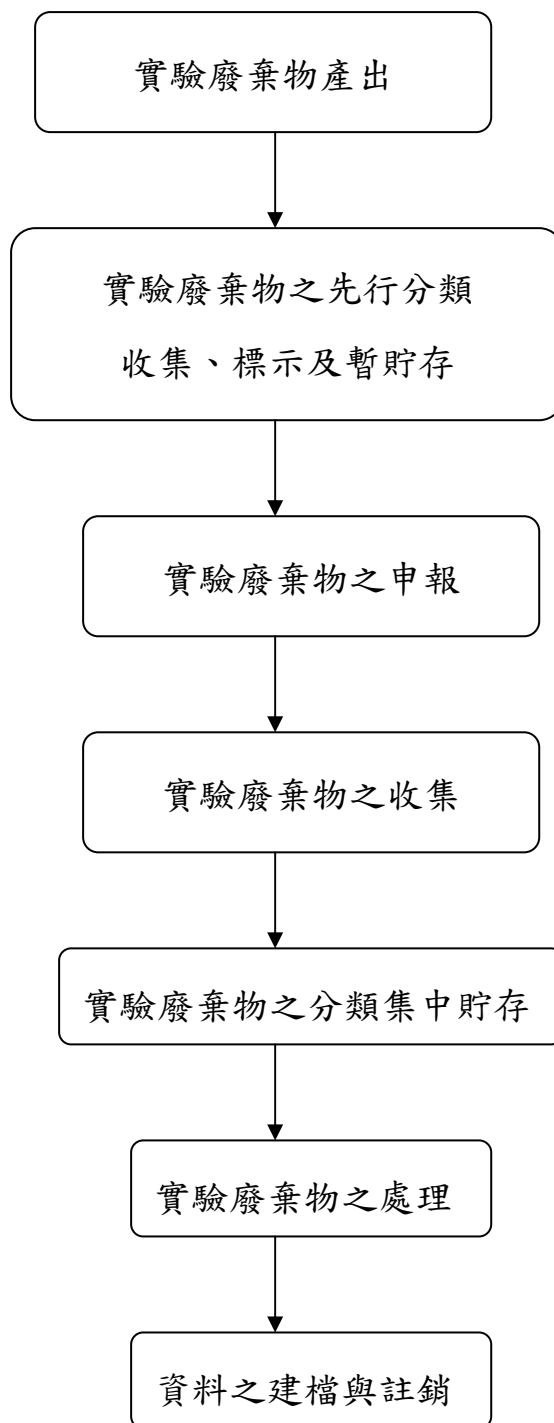 實驗廢棄物產出
實驗廢棄物之先行分類
收集、標示及暫貯存
實驗廢棄物之申報
實驗廢棄物之收集
實驗廢棄物之分類集中貯存
實驗廢棄物之處理
資料之建檔與註銷